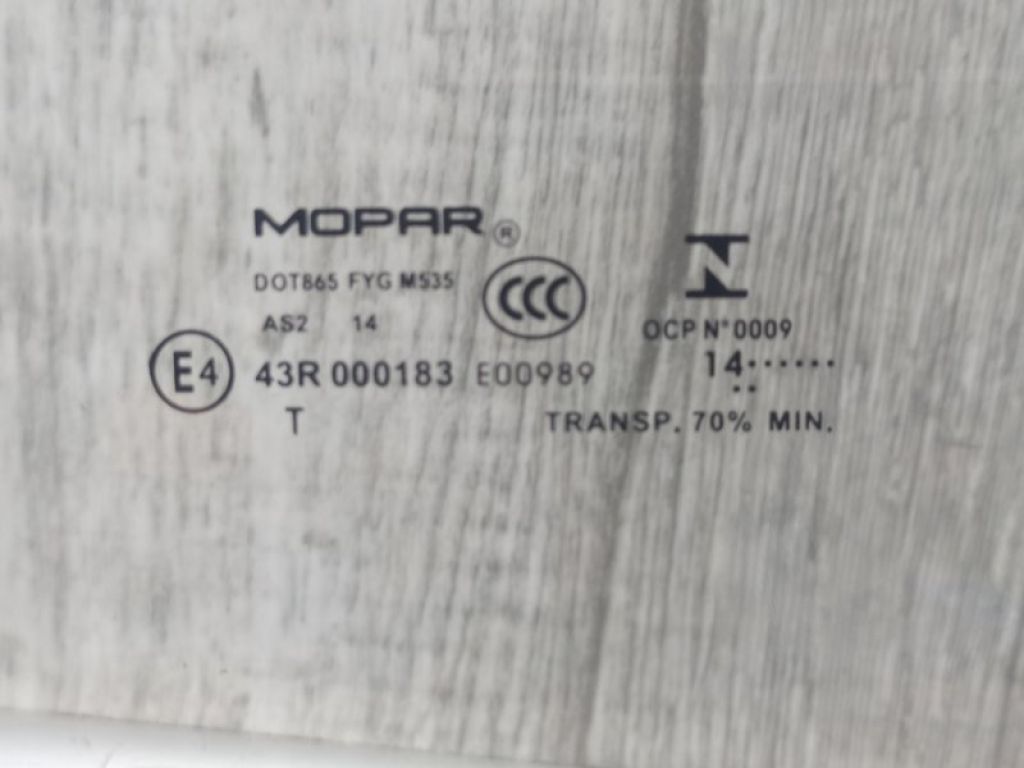 MOPAR®
DOT865 FYG M535
CCC
AS2 14
OCP N°0009
E4 43R 000183 E00989
14......
..
T
TRANSP. 70% MIN.